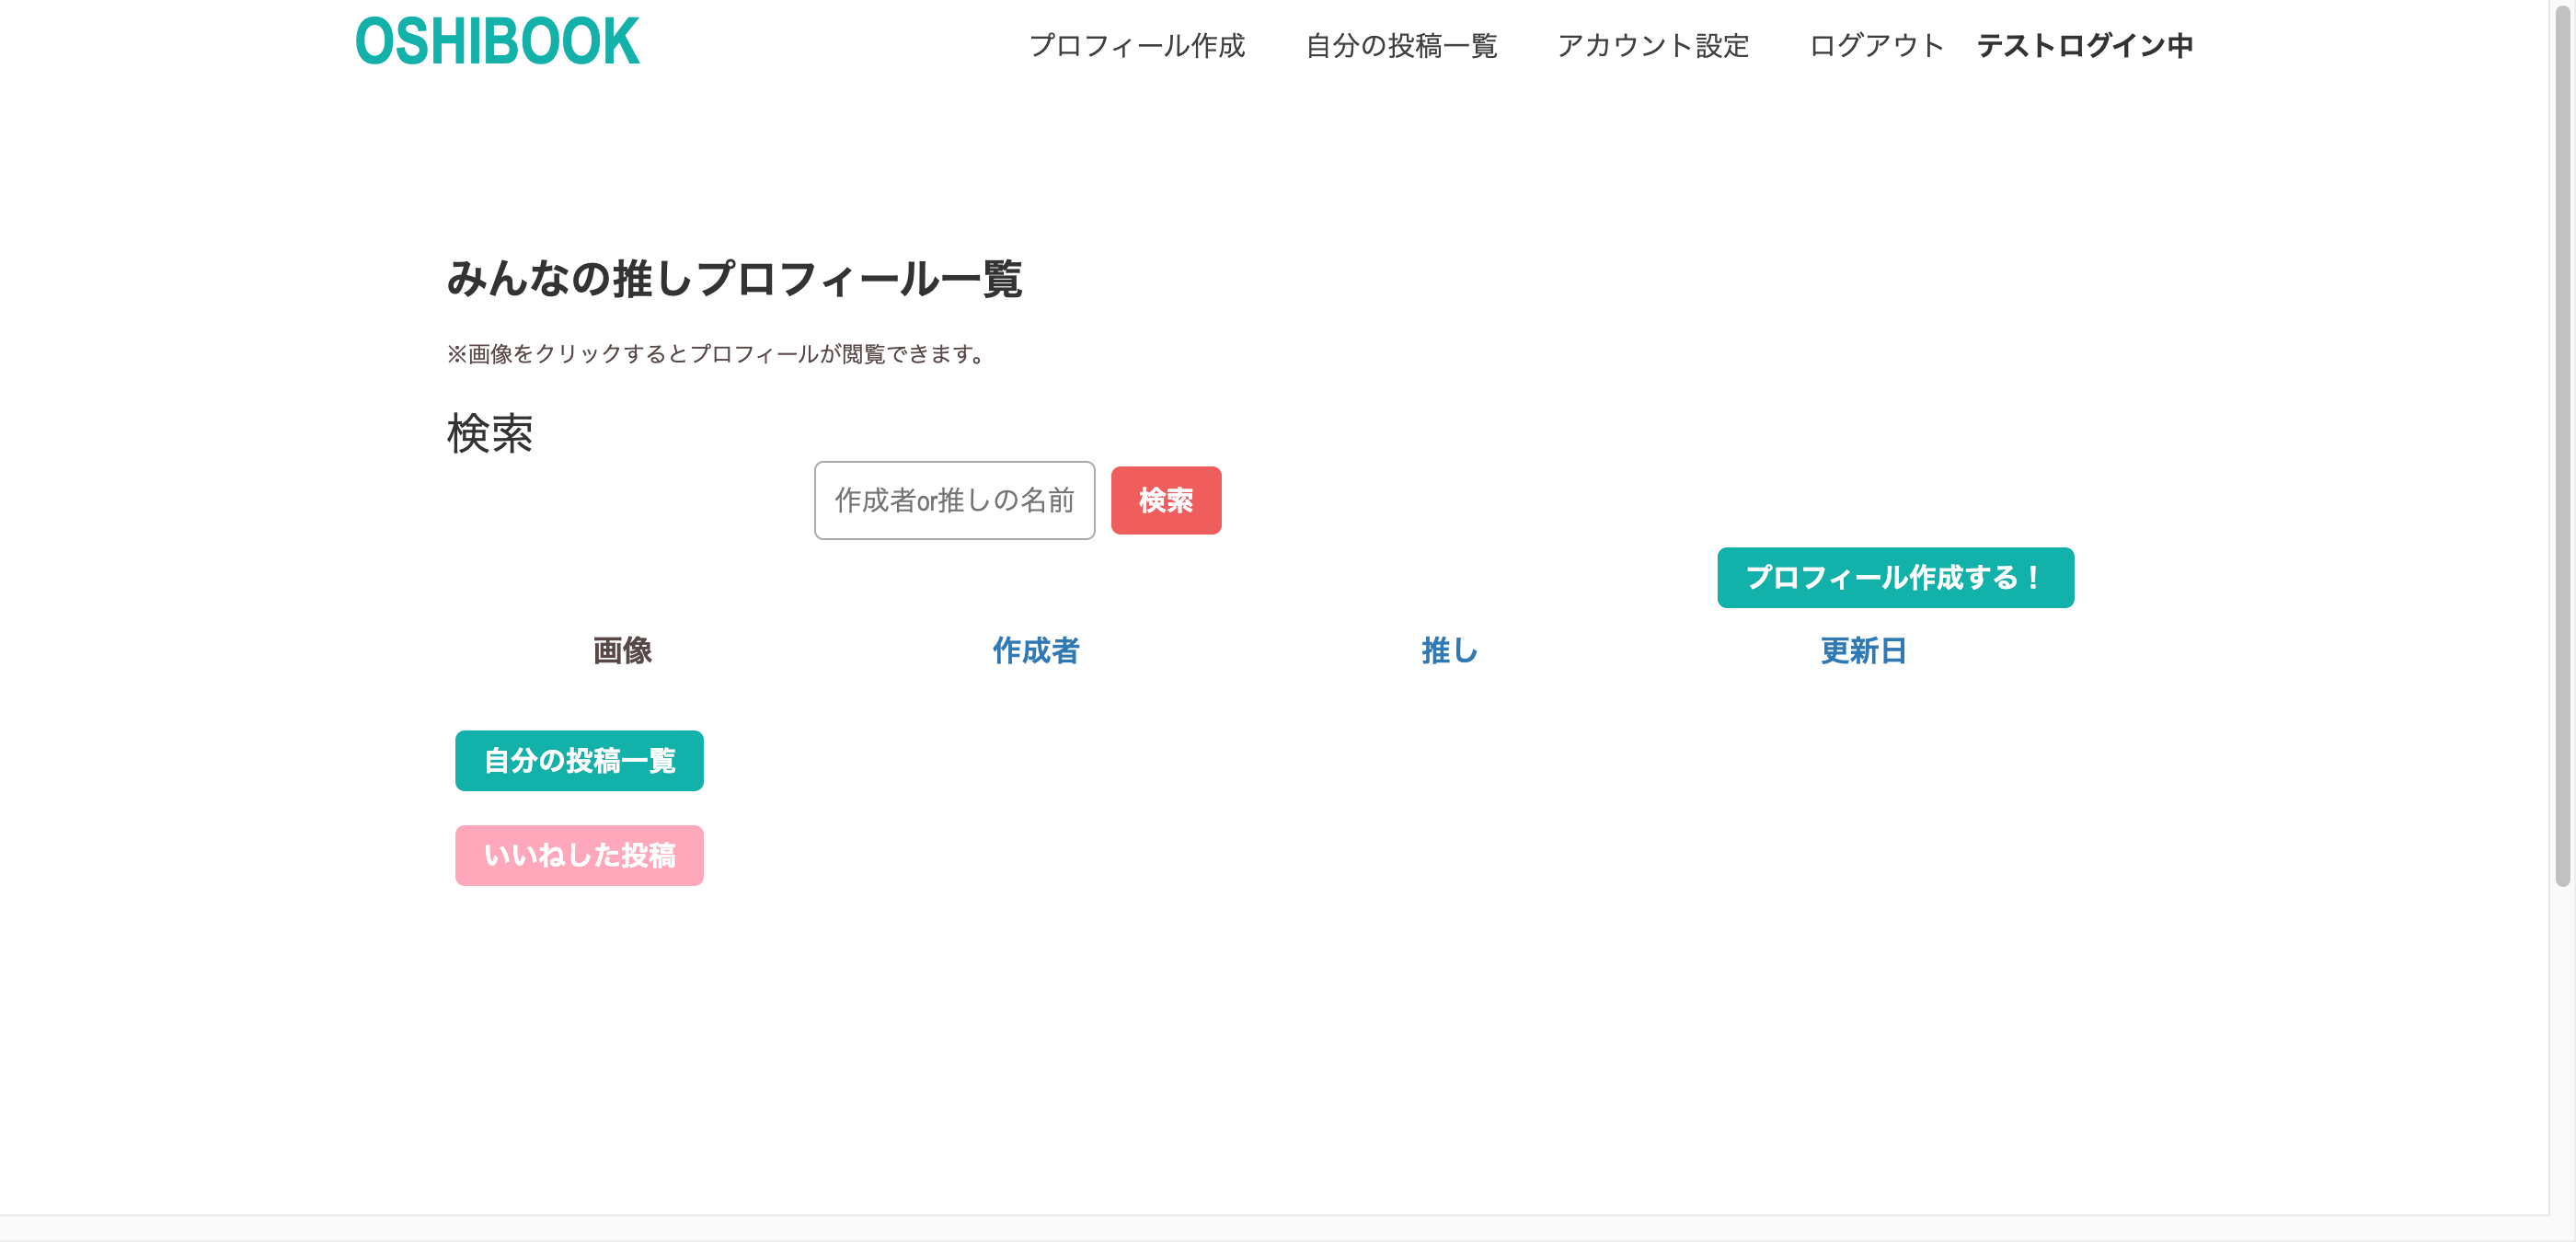 OSHIBOOK
プロフィール作成 自分の投稿一覧 アカウント設定 ログアウト テストログイン中
みんなの推しプロフィール一覧
※画像をクリックするとプロフィールが閲覧できます。
検索
作成者or推しの名前 検索
プロフィール作成する！
画像 作成者 推し 更新日
自分の投稿一覧
いいねした投稿